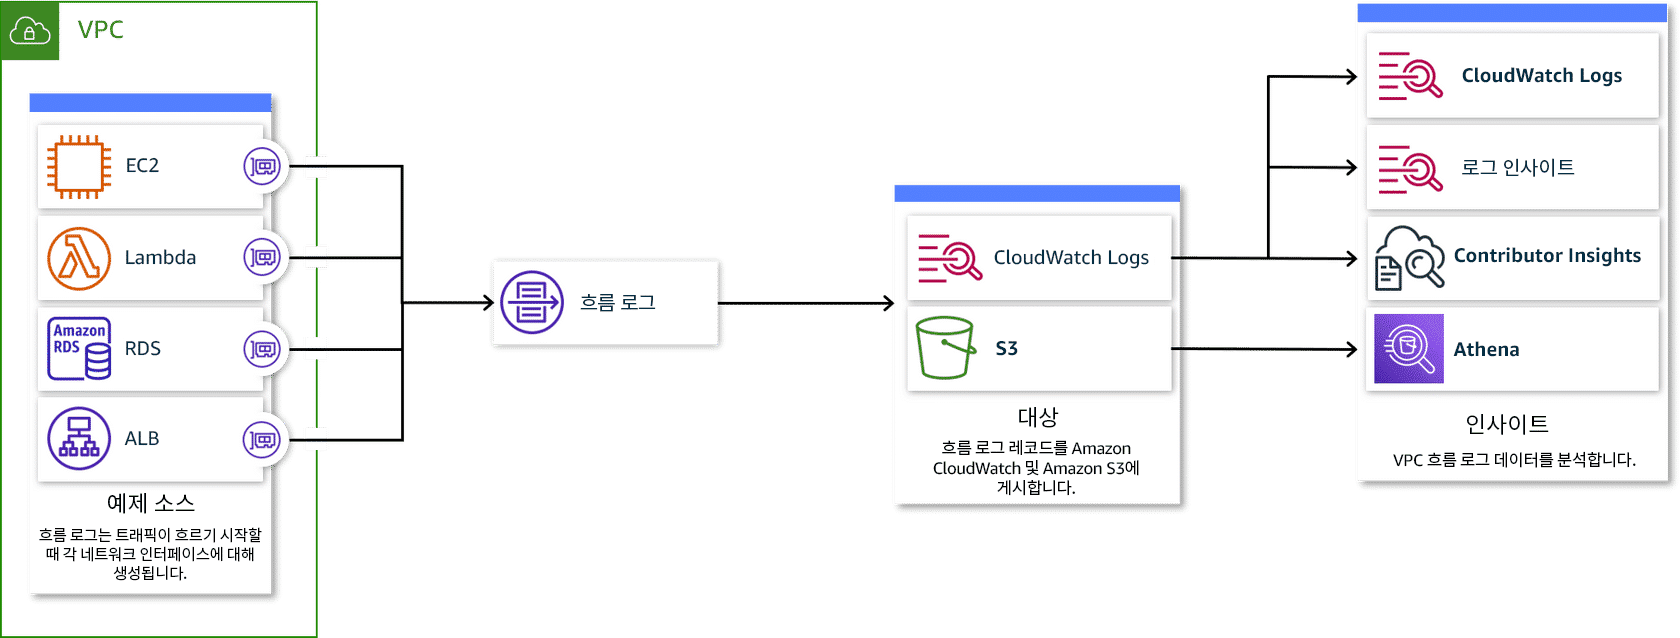 VPC
EC2
Lambda
Amazon
RDS
RDS
ALB
예제 소스
흐름 로그는 트래픽이 흐르기 시작할
때 각 네트워크 인터페이스에 대해
생성됩니다.
흐름 로그
CloudWatch Logs
S3
대상
흐름 로그 레코드를 Amazon
CloudWatch 및 Amazon S3에
게시합니다.
CloudWatch Logs
로그 인사이트
Contributor Insights
Athena
인사이트
VPC 흐름 로그 데이터를 분석합니다.